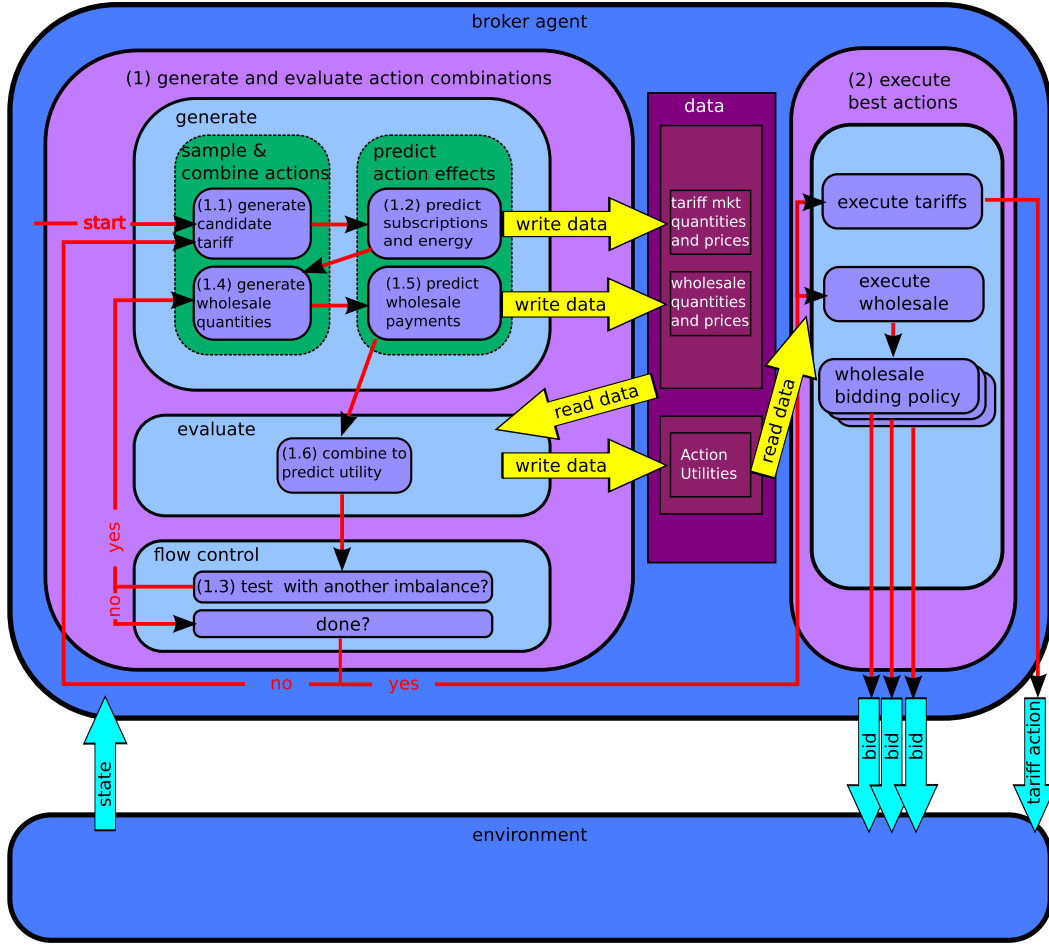 broker agent
(1) generate and evaluate action combinations
generate
sample &
combine actions
predict
action effects
start
(1.1) generate
candidate
tariff
(1.2) predict
subscriptions
and energy
(1.4) generate
wholesale
quantities
(1.5) predict
wholesale
payments
write data
write data
evaluate
(1.6) combine to
predict utility
read data
write data
flow control
(1.3) test  with another imbalance?
done?
yes
no
no
yes
data
tariff mkt
quantities
and prices
wholesale
quantities
and prices
Action
Utilities
read data
(2) execute
best actions
execute tariffs
execute
wholesale
wholesale
bidding policy
state
bid
bid
bid
tariff action
environment